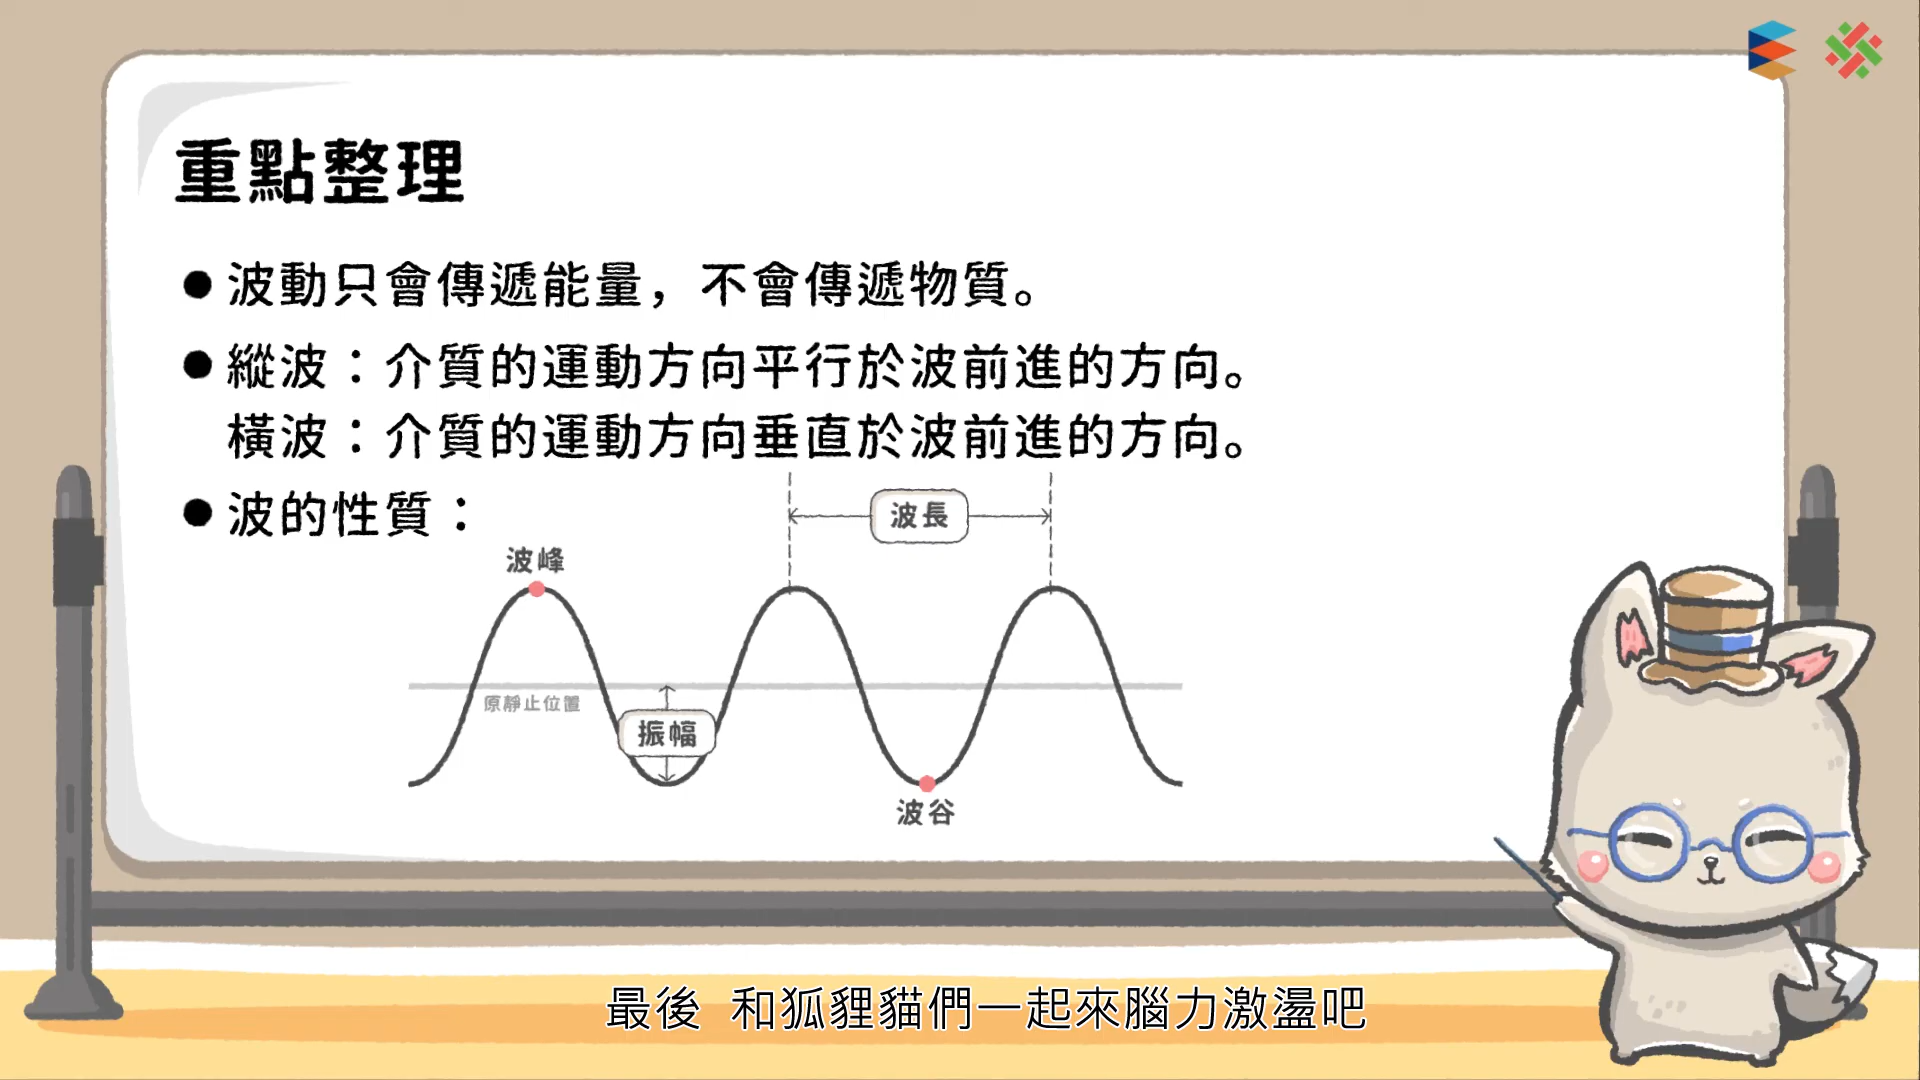 重點整理
●波動只會傳遞能量，不會傳遞物質。
●縱波：介質的運動方向平行於波前進的方向。
橫波：介質的運動方向垂直於波前進的方向。
●波的性質：
波長
波峰
原靜止位置
振幅
波谷
最後 和狐狸貓們一起來腦力激盪吧